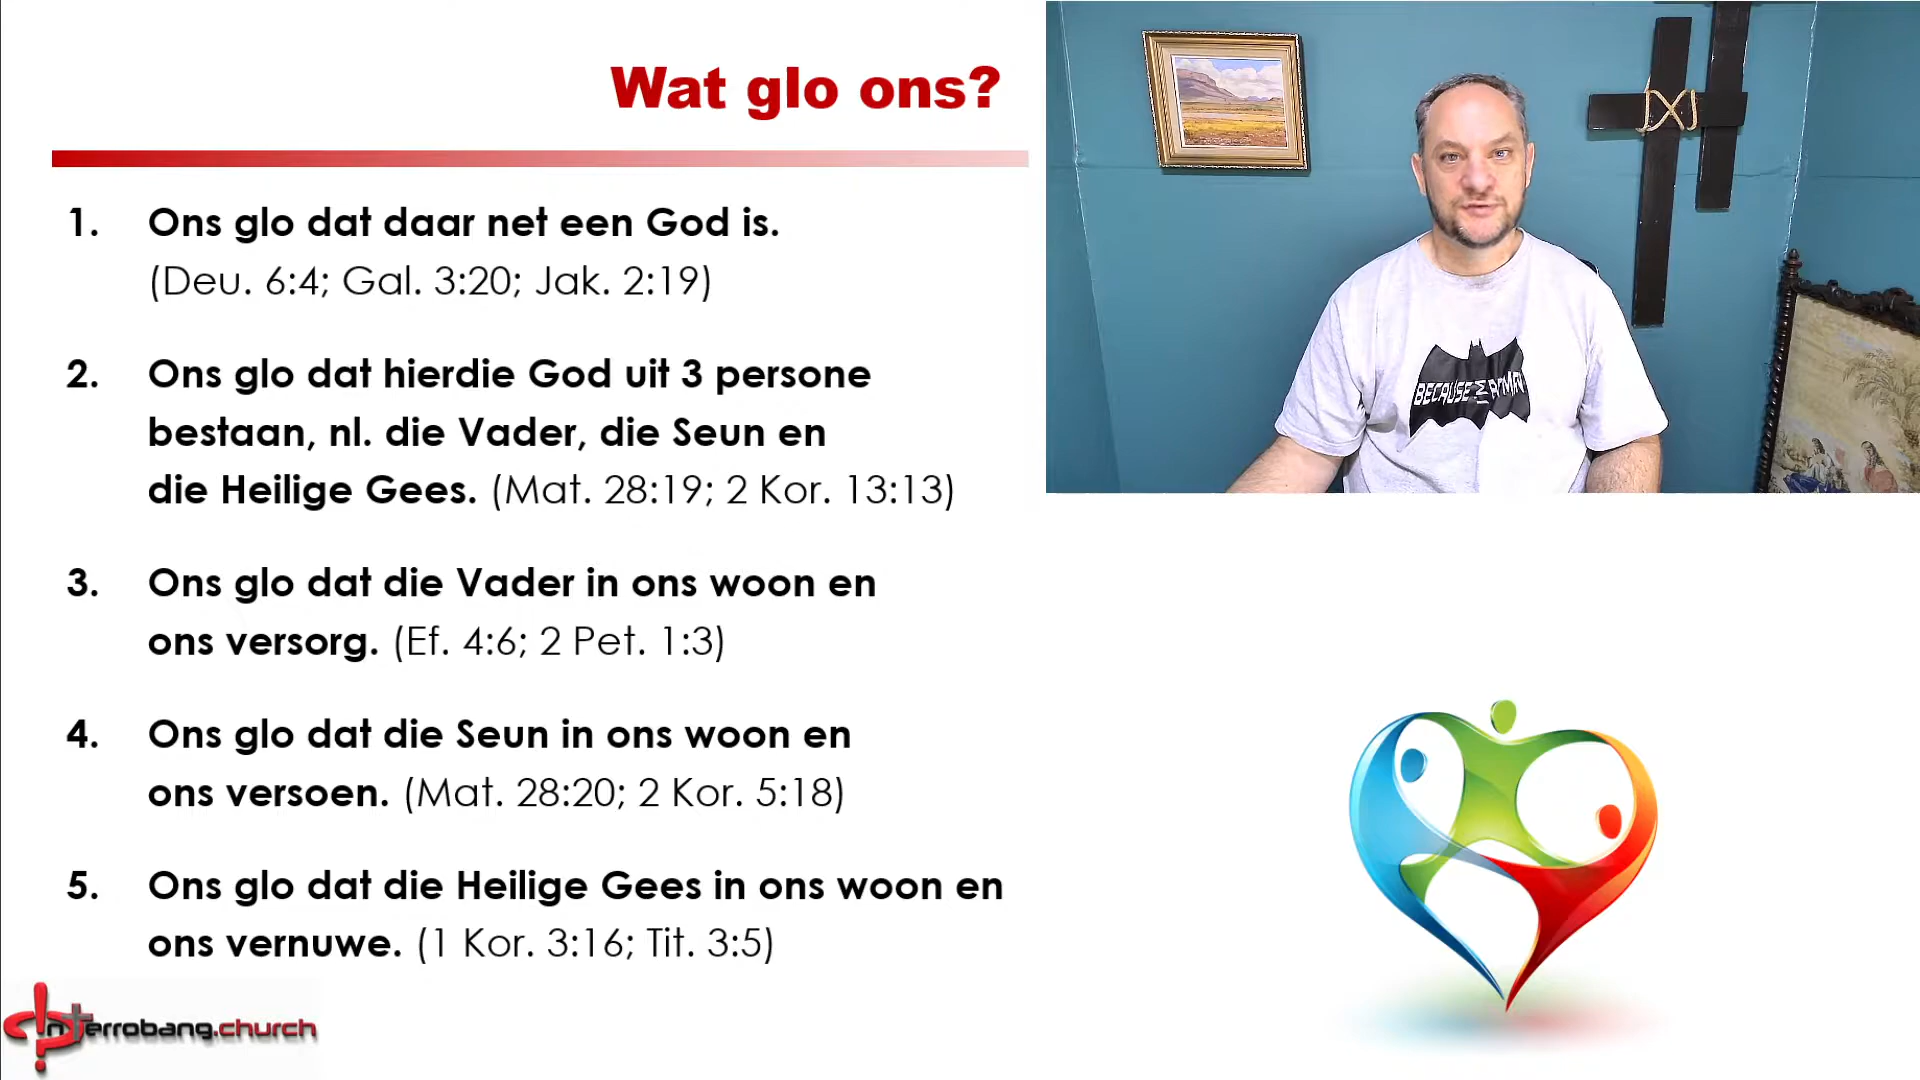 Wat glo ons?
1. Ons glo dat daar net een God is.
(Deu. 6:4; Gal. 3:20; Jak. 2:19)
2. Ons glo dat hierdie God uit 3 persone
bestaan, nl. die Vader, die Seun en
die Heilige Gees. (Mat. 28:19; 2 Kor. 13:13)
3. Ons glo dat die Vader in ons woon en
ons versorg. (Ef. 4:6; 2 Pet. 1:3)
4. Ons glo dat die Seun in ons woon en
ons versoen. (Mat. 28:20; 2 Kor. 5:18)
5. Ons glo dat die Heilige Gees in ons woon en
ons vernuwe. (1 Kor. 3:16; Tit. 3:5)
Interrobang.church
BECAUSE I'M BATMAN